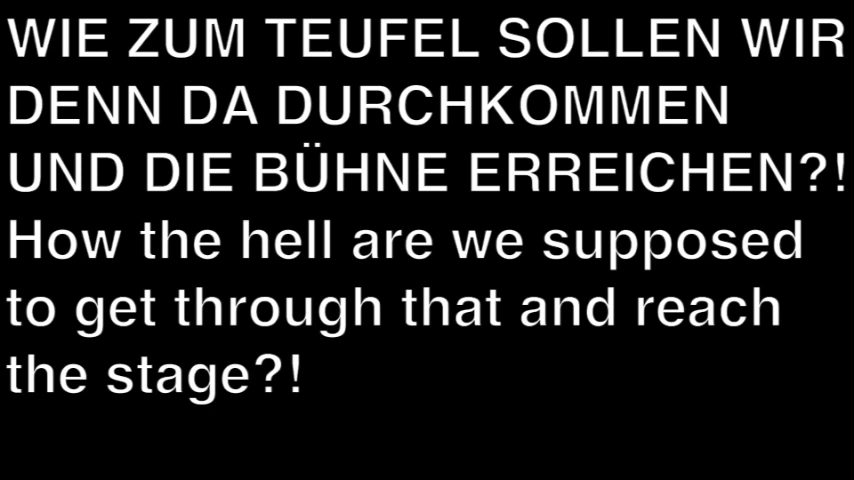 WIE ZUM TEUFEL SOLLEN WIR
DENN DA DURCHKOMMEN
UND DIE BÜHNE ERREICHEN?!
How the hell are we supposed
to get through that and reach
the stage?!